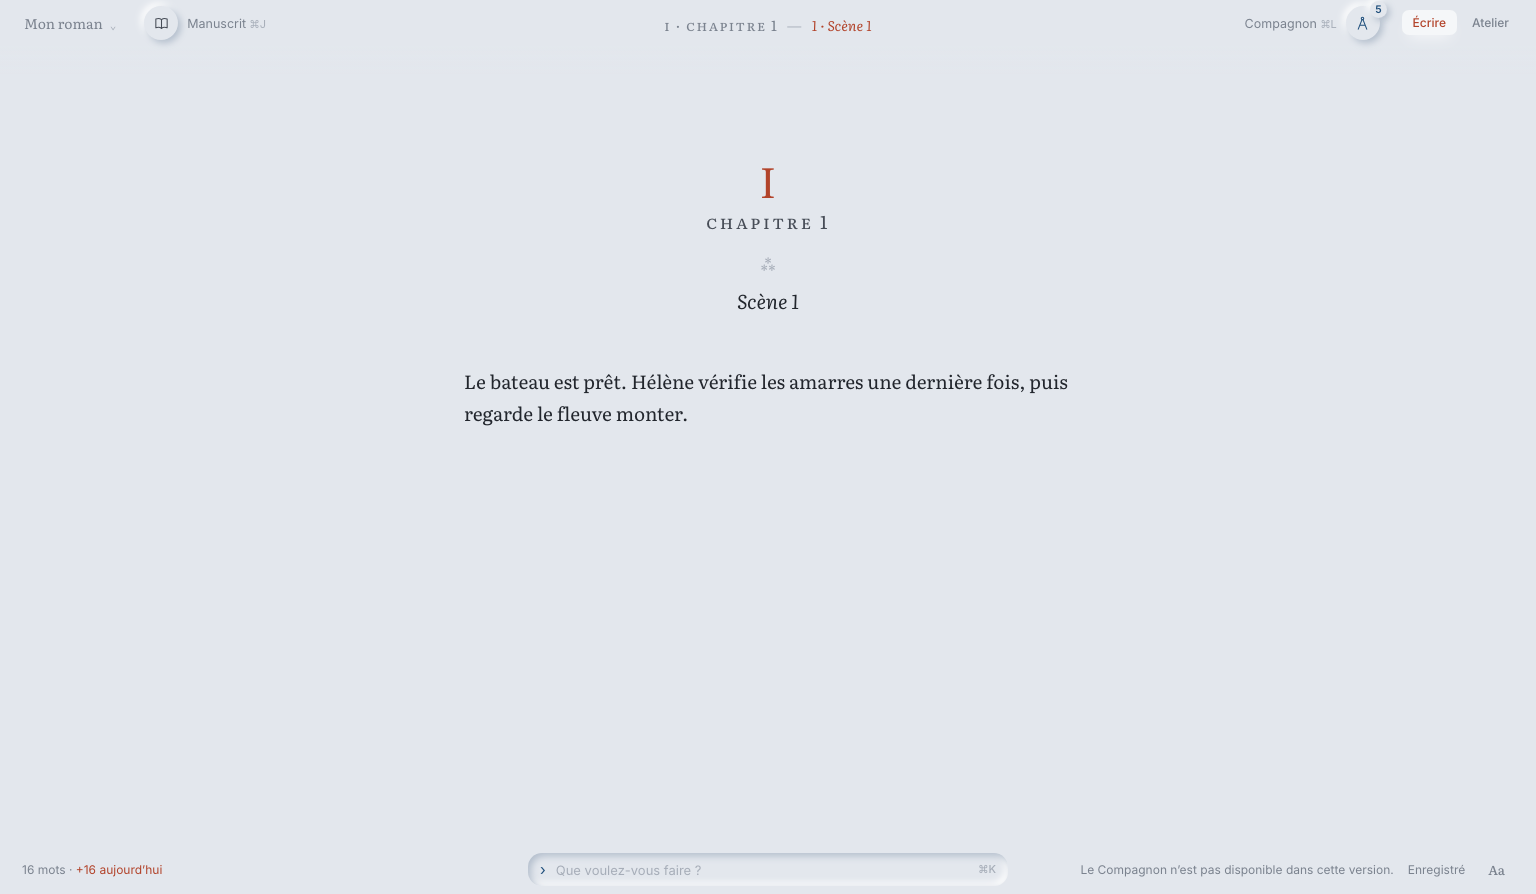 Mon roman
Manuscrit ⌘J
I · CHAPITRE 1 — 1 · Scène 1
Compagnon ⌘L
5
Écrire
Atelier
I
CHAPITRE 1
⁂
Scène 1
Le bateau est prêt. Hélène vérifie les amarres une dernière fois, puis
regarde le fleuve monter.
16 mots · +16 aujourd’hui
› Que voulez-vous faire ? ⌘K
Le Compagnon n’est pas disponible dans cette version.
Enregistré
Aa